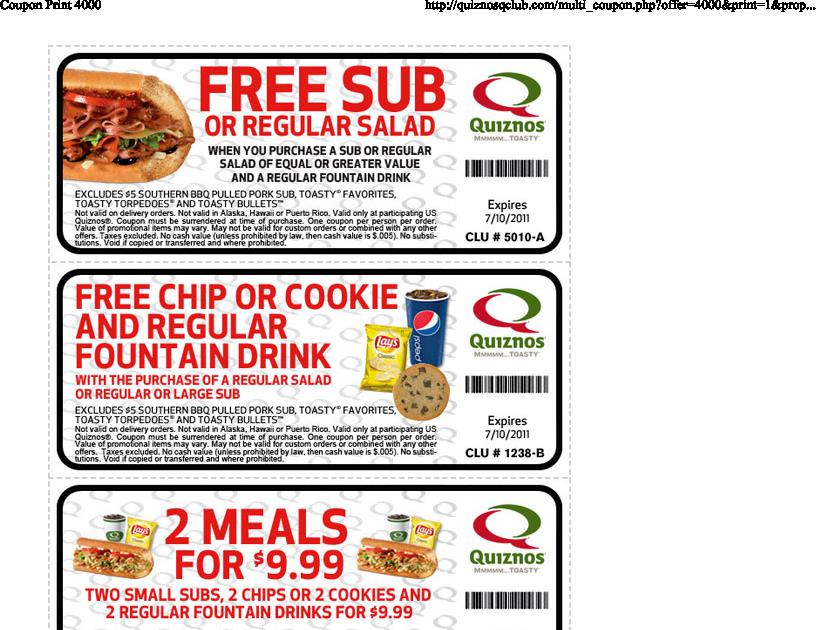 Coupon Print 4000
http://quiznosqclub.com/multi_coupon.php?offer=4000&print=1&prop...
FREE SUB
OR REGULAR SALAD
WHEN YOU PURCHASE A SUB OR REGULAR
SALAD OF EQUAL OR GREATER VALUE
AND A REGULAR FOUNTAIN DRINK
EXCLUDES $5 SOUTHERN BBQ PULLED PORK SUB, TOASTY® FAVORITES,
TOASTY TORPEDOES® AND TOASTY BULLETS™
Not valid on delivery orders. Not valid in Alaska, Hawaii or Puerto Rico. Valid only at participating US
Quiznos®. Coupon must be surrendered at time of purchase. One coupon per person per order.
Value of promotional items may vary. May not be valid for custom orders or combined with any other
offers. Taxes excluded. No cash value (unless prohibited by law, then cash value is $.005). No substi-
tutions. Void if copied or transferred and where prohibited.
QUIZNOS
MMMMM...TOASTY
Expires
7/10/2011
CLU # 5010-A
FREE CHIP OR COOKIE
AND REGULAR
FOUNTAIN DRINK
WITH THE PURCHASE OF A REGULAR SALAD
OR REGULAR OR LARGE SUB
EXCLUDES $5 SOUTHERN BBQ PULLED PORK SUB, TOASTY® FAVORITES,
TOASTY TORPEDOES® AND TOASTY BULLETS™
Not valid on delivery orders. Not valid in Alaska, Hawaii or Puerto Rico. Valid only at participating US
Quiznos®. Coupon must be surrendered at time of purchase. One coupon per person per order.
Value of promotional items may vary. May not be valid for custom orders or combined with any other
offers. Taxes excluded. No cash value (unless prohibited by law, then cash value is $.005). No substi-
tutions. Void if copied or transferred and where prohibited.
Lay's
Classic
pepsi
QUIZNOS
MMMMM...TOASTY
Expires
7/10/2011
CLU # 1238-B
2 MEALS
FOR $9.99
TWO SMALL SUBS, 2 CHIPS OR 2 COOKIES AND
2 REGULAR FOUNTAIN DRINKS FOR $9.99
Lay's
Lay's
QUIZNOS
MMMMM...TOASTY